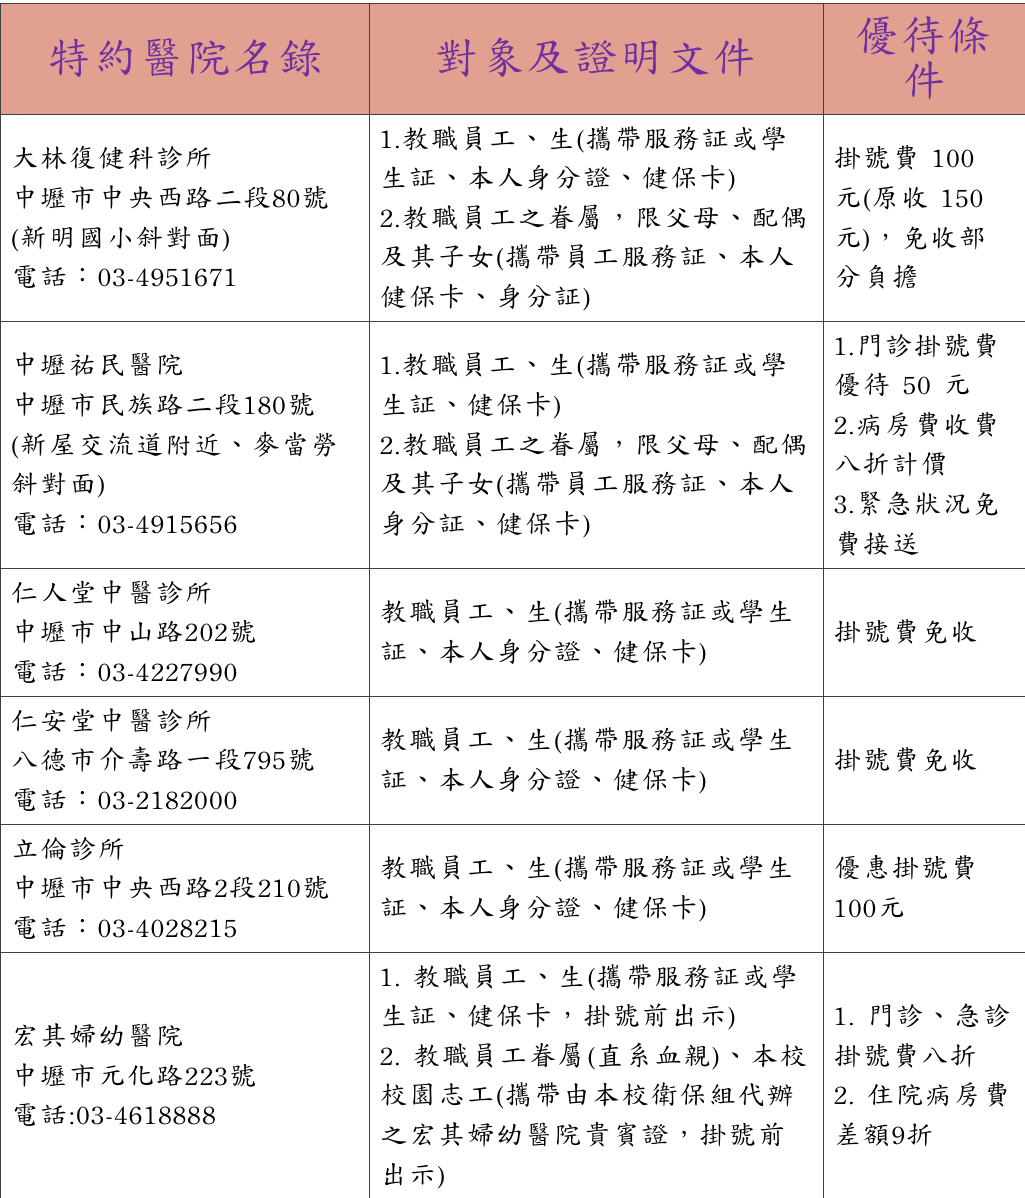 特約醫院名錄
對象及證明文件
優待條
件
大林復健科診所
中壢市中央西路二段80號
(新明國小斜對面)
電話：03-4951671
1.教職員工、生(攜帶服務証或學
生証、本人身分證、健保卡)
2.教職員工之眷屬，限父母、配偶
及其子女(攜帶員工服務証、本人
健保卡、身分証)
掛號費 100
元(原收 150
元)，免收部
分負擔
中壢祐民醫院
中壢市民族路二段180號
(新屋交流道附近、麥當勞
斜對面)
電話：03-4915656
1.教職員工、生(攜帶服務証或學
生証、健保卡)
2.教職員工之眷屬，限父母、配偶
及其子女(攜帶員工服務証、本人
身分証、健保卡)
1.門診掛號費
優待 50 元
2.病房費收費
八折計價
3.緊急狀況免
費接送
仁人堂中醫診所
中壢市中山路202號
電話：03-4227990
教職員工、生(攜帶服務証或學生
証、本人身分證、健保卡)
掛號費免收
仁安堂中醫診所
八德市介壽路一段795號
電話：03-2182000
教職員工、生(攜帶服務証或學生
証、本人身分證、健保卡)
掛號費免收
立倫診所
中壢市中央西路2段210號
電話：03-4028215
教職員工、生(攜帶服務証或學生
証、本人身分證、健保卡)
優惠掛號費
100元
宏其婦幼醫院
中壢市元化路223號
電話:03-4618888
1. 教職員工、生(攜帶服務証或學
生証、健保卡，掛號前出示)
2. 教職員工眷屬(直系血親)、本校
校園志工(攜帶由本校衛保組代辦
之宏其婦幼醫院貴賓證，掛號前
出示)
1. 門診、急診
掛號費八折
2. 住院病房費
差額9折